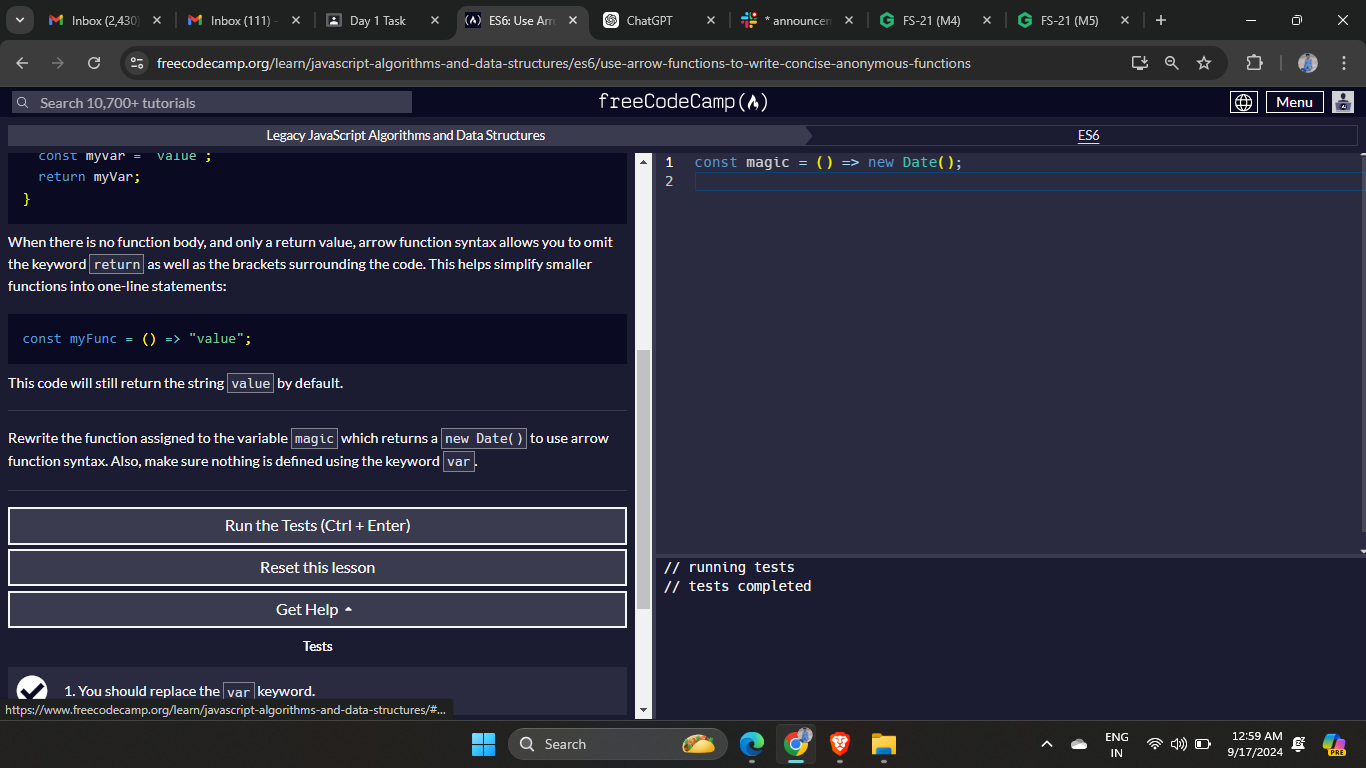 Inbox (2,430)
Inbox (111) -
Day 1 Task
ES6: Use Arro
ChatGPT
* announcen
FS-21 (M4)
FS-21 (M5)
freecodecamp.org/learn/javascript-algorithms-and-data-structures/es6/use-arrow-functions-to-write-concise-anonymous-functions
Search 10,700+ tutorials
freeCodeCamp
Menu
Legacy JavaScript Algorithms and Data Structures
ES6
const myVar = "value";
return myVar;
}
When there is no function body, and only a return value, arrow function syntax allows you to omit
the keyword return as well as the brackets surrounding the code. This helps simplify smaller
functions into one-line statements:
const myFunc = () => "value";
This code will still return the string value by default.
Rewrite the function assigned to the variable magic which returns a new Date() to use arrow
function syntax. Also, make sure nothing is defined using the keyword var.
Run the Tests (Ctrl + Enter)
Reset this lesson
Get Help
Tests
1. You should replace the var keyword.
https://www.freecodecamp.org/learn/javascript-algorithms-and-data-structures/#...
1 const magic = () => new Date();
2
// running tests
// tests completed
Search
ENG
IN
12:59 AM
9/17/2024
PRE